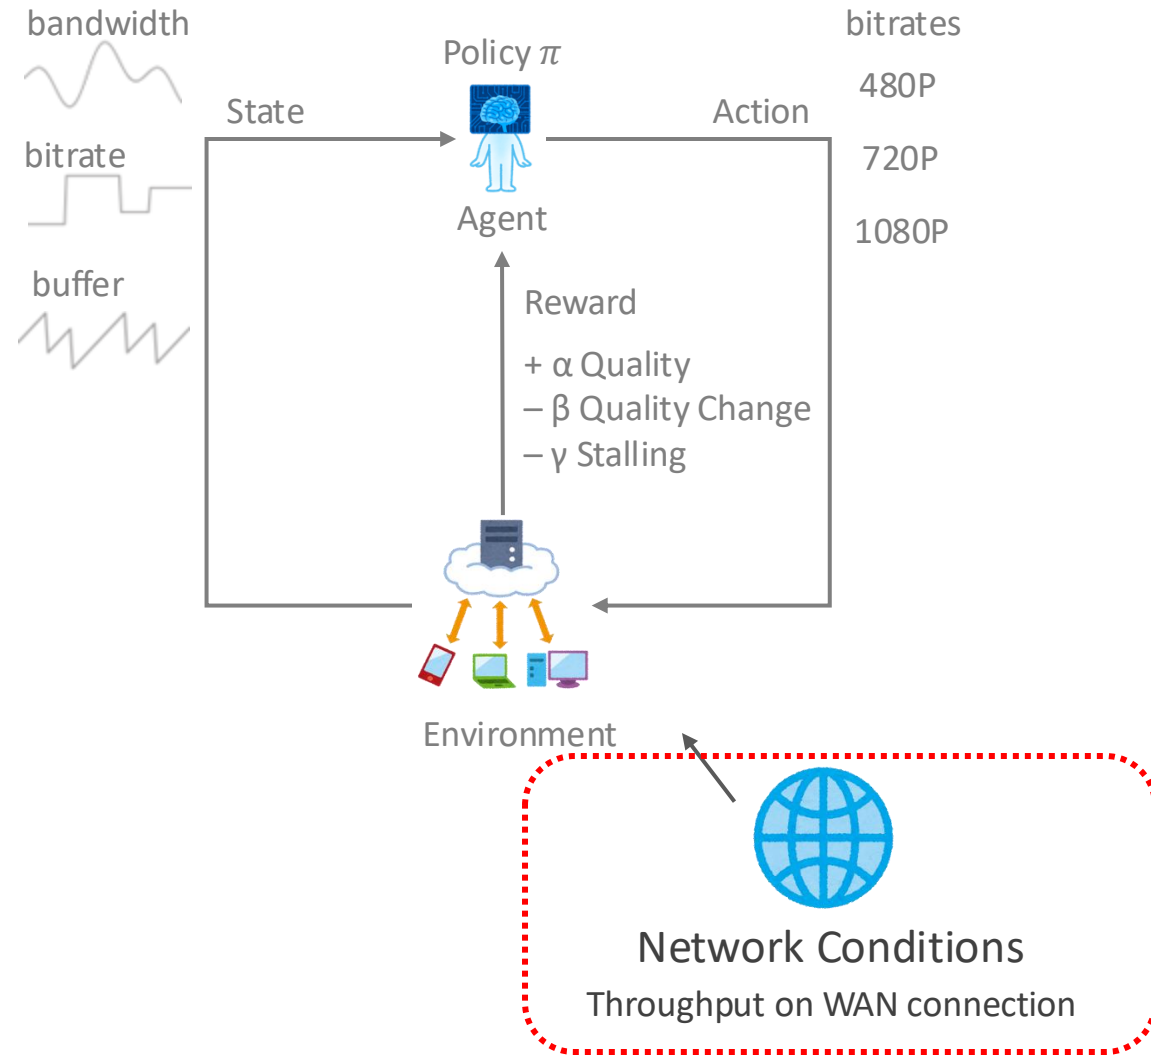 bandwidth
bitrate
buffer
State
Policy π
Agent
Action
bitrates
480P
720P
1080P
Reward
+ α Quality
– β Quality Change
– γ Stalling
Environment
Network Conditions
Throughput on WAN connection